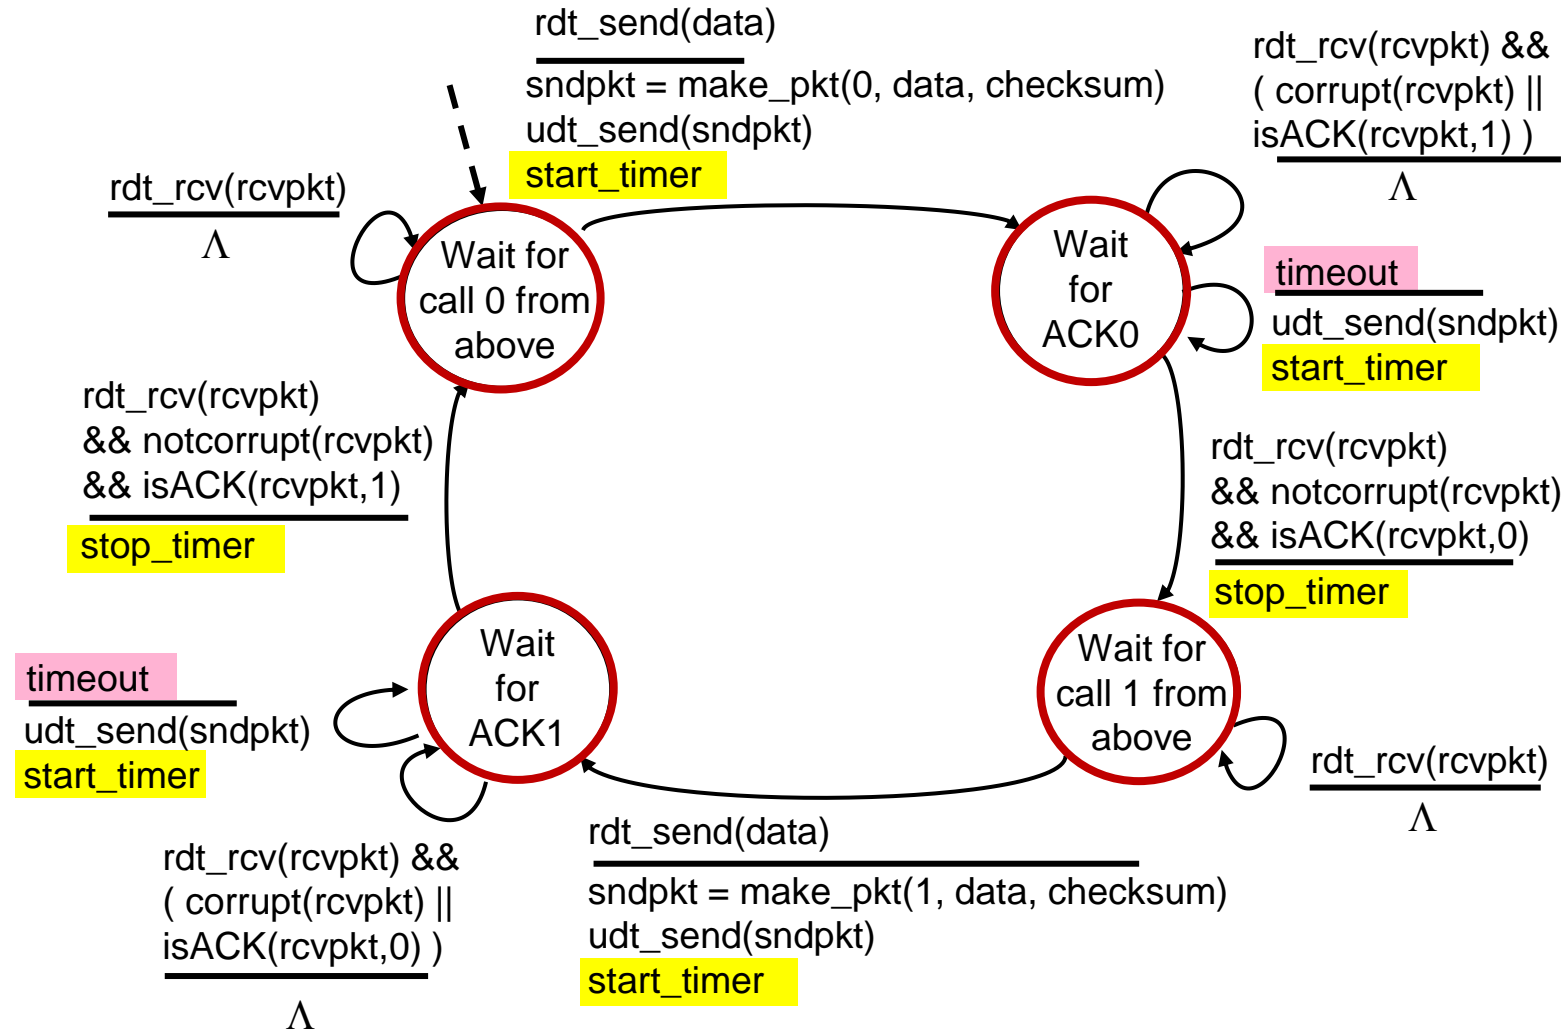 rdt_send(data)
sndpkt = make_pkt(0, data, checksum)
udt_send(sndpkt)
start_timer
rdt_rcv(rcvpkt) &&
( corrupt(rcvpkt) ||
isACK(rcvpkt,1) )
Λ
rdt_rcv(rcvpkt)
Λ
Wait for
call 0 from
above
Wait
for
ACK0
timeout
udt_send(sndpkt)
start_timer
rdt_rcv(rcvpkt)
&& notcorrupt(rcvpkt)
&& isACK(rcvpkt,1)
stop_timer
rdt_rcv(rcvpkt)
&& notcorrupt(rcvpkt)
&& isACK(rcvpkt,0)
stop_timer
timeout
udt_send(sndpkt)
start_timer
Wait
for
ACK1
Wait for
call 1 from
above
rdt_rcv(rcvpkt)
Λ
rdt_rcv(rcvpkt) &&
( corrupt(rcvpkt) ||
isACK(rcvpkt,0) )
Λ
rdt_send(data)
sndpkt = make_pkt(1, data, checksum)
udt_send(sndpkt)
start_timer